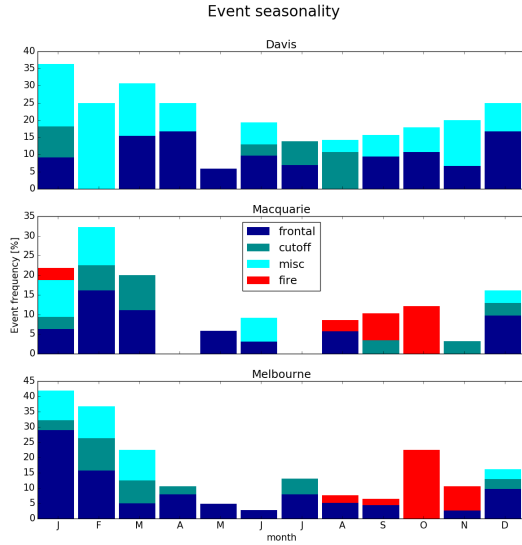 Event seasonality
Davis
40
35
30
25
20
15
10
5
0
Macquarie
35
30
25
20
15
10
5
0
frontal
cutoff
misc
fire
Event frequency [%]
Melbourne
45
40
35
30
25
20
15
10
5
0
J F M A M J J A S O N D
month